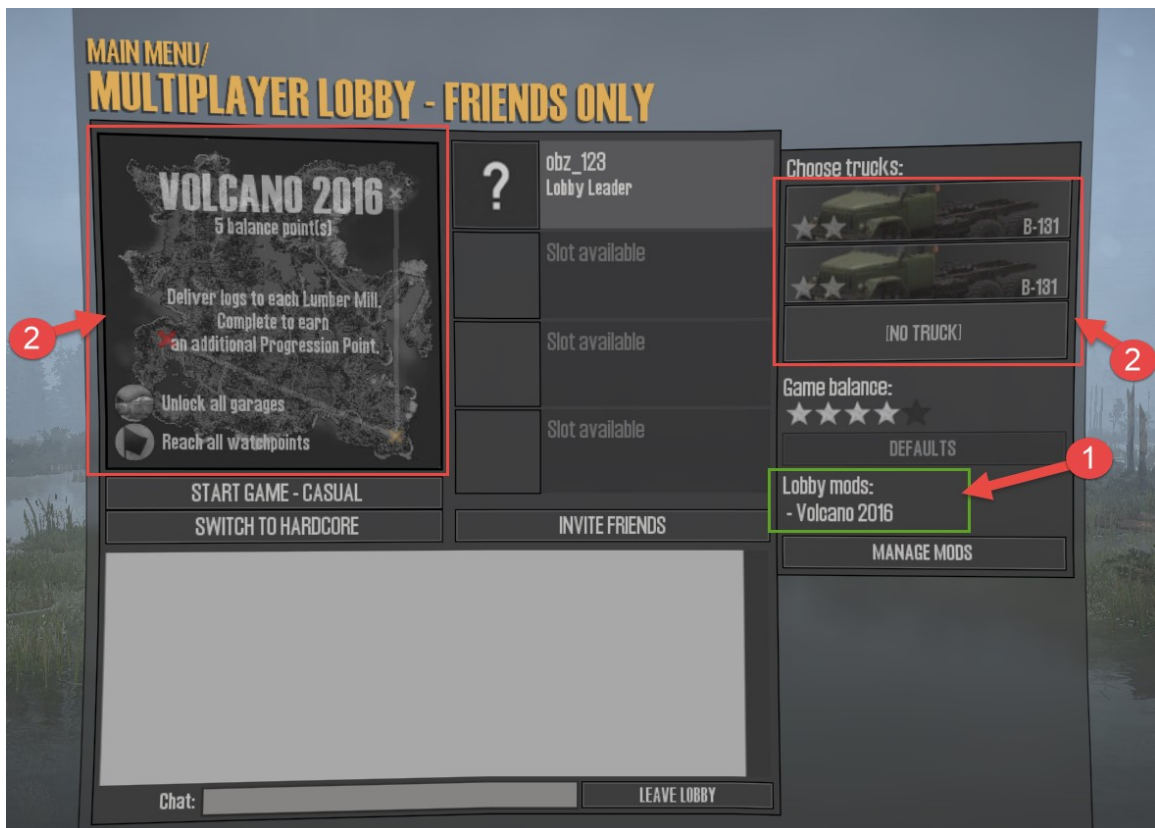 MAIN MENU/
MULTIPLAYER LOBBY - FRIENDS ONLY
VOLCANO 2016
5 balance point(s)
Deliver logs to each Lumber Mill.
Complete to earn
an additional Progression Point.
Unlock all garages
Reach all watchpoints
2
START GAME - CASUAL
SWITCH TO HARDCORE
?
obz_123
Lobby Leader
Slot available
Slot available
Slot available
INVITE FRIENDS
Choose trucks:
B-131
B-131
[NO TRUCK]
2
Game balance:
DEFAULTS
1
Lobby mods:
- Volcano 2016
MANAGE MODS
Chat:
LEAVE LOBBY